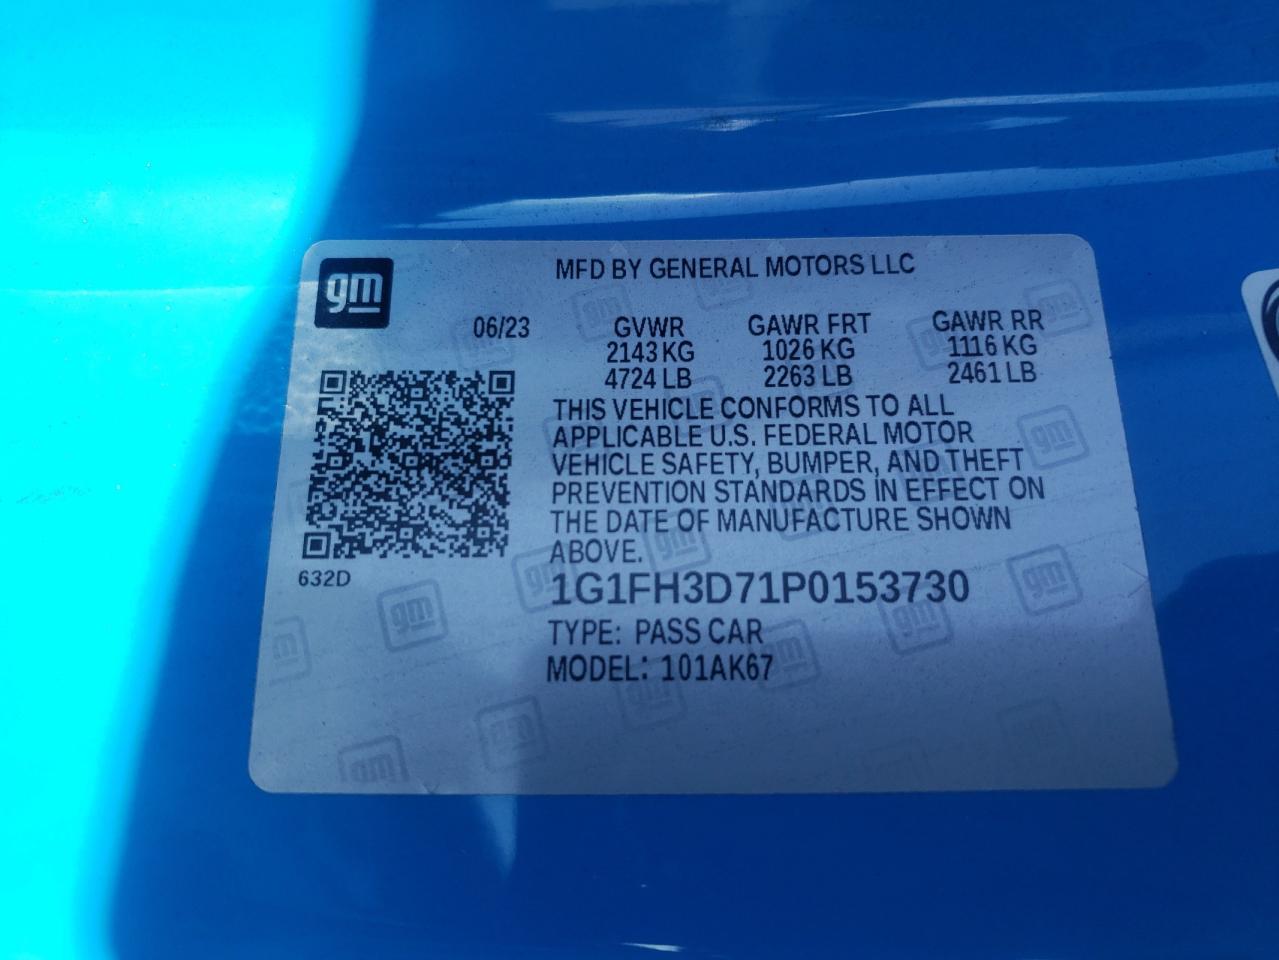 gm
MFD BY GENERAL MOTORS LLC
06/23 GVWR GAWR FRT GAWR RR
2143 KG 1026 KG 1116 KG
4724 LB 2263 LB 2461 LB
THIS VEHICLE CONFORMS TO ALL
APPLICABLE U.S. FEDERAL MOTOR
VEHICLE SAFETY, BUMPER, AND THEFT
PREVENTION STANDARDS IN EFFECT ON
THE DATE OF MANUFACTURE SHOWN
ABOVE.
632D
1G1FH3D71P0153730
TYPE: PASS CAR
MODEL: 101AK67